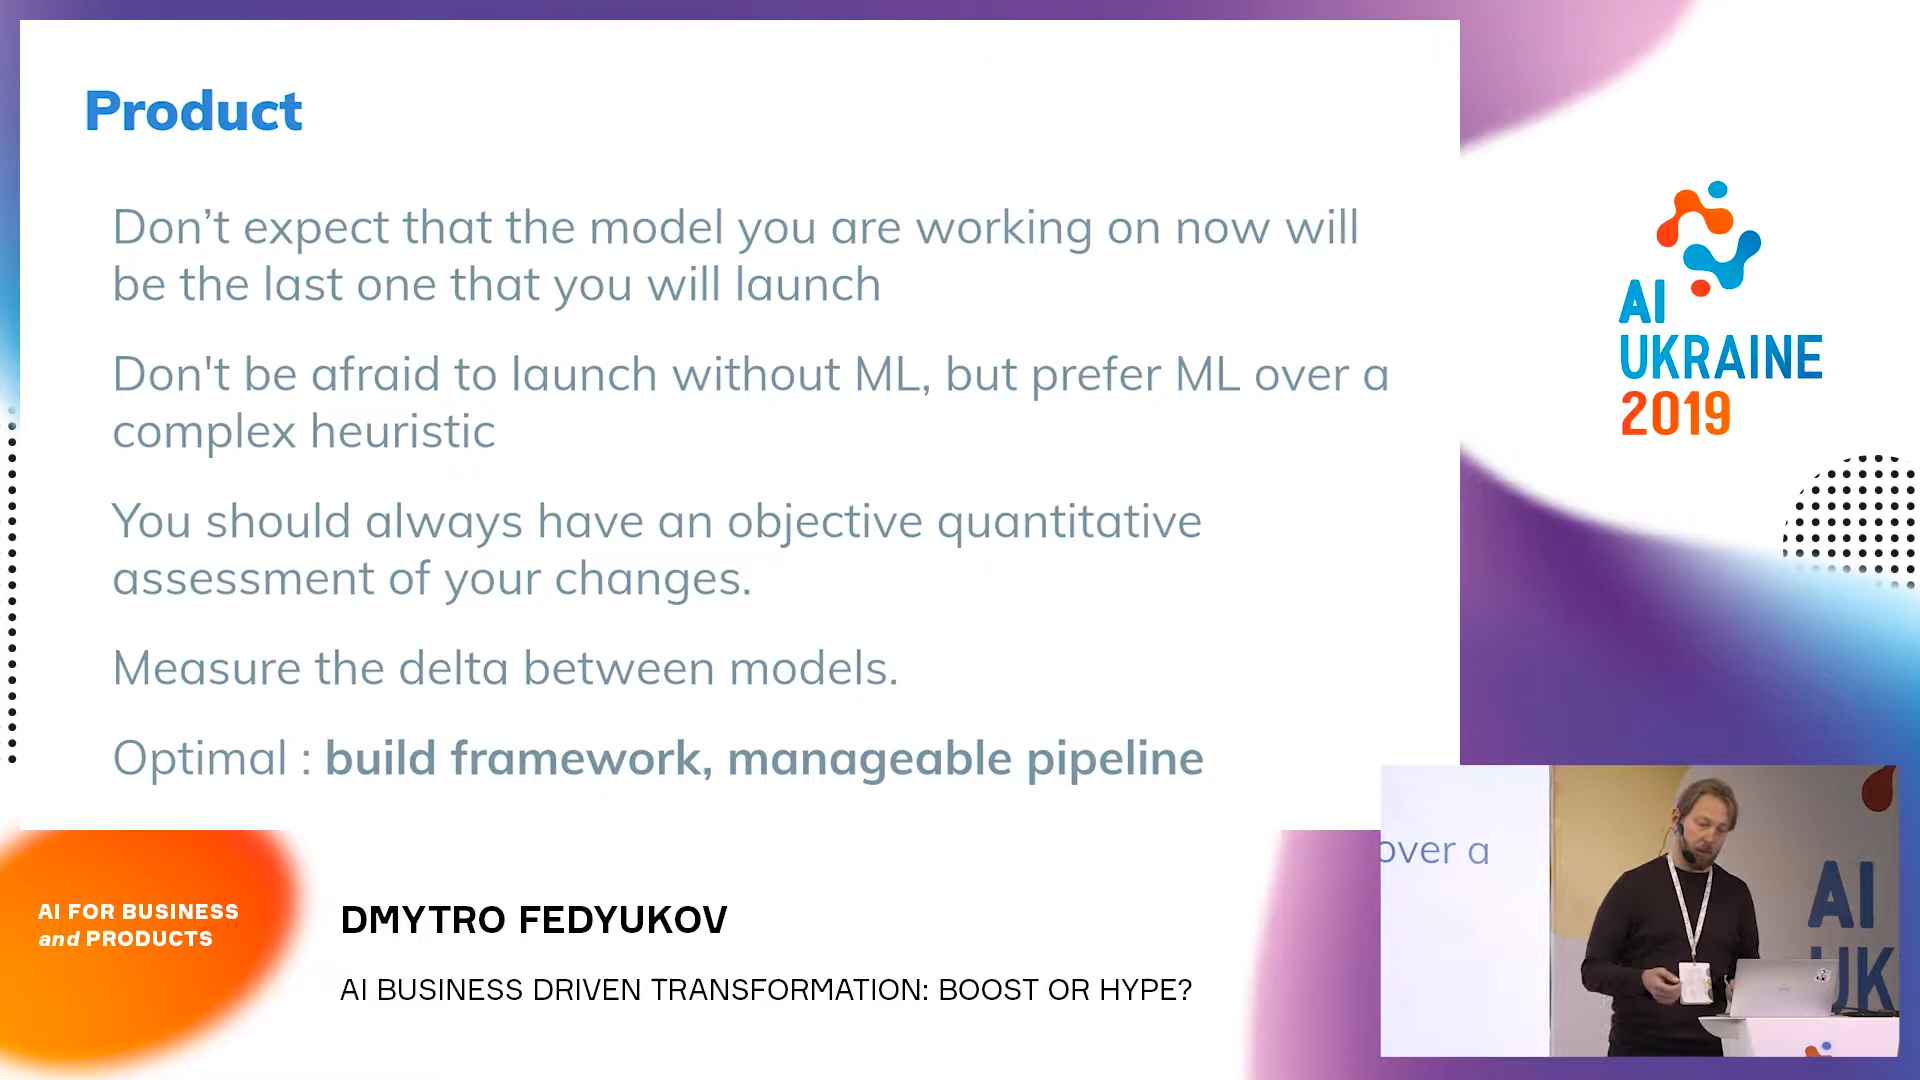 Product
Don’t expect that the model you are working on now will
be the last one that you will launch
Don't be afraid to launch without ML, but prefer ML over a
complex heuristic
You should always have an objective quantitative
assessment of your changes.
Measure the delta between models.
Optimal : build framework, manageable pipeline
AI
UKRAINE
2019
over a
AI
UK
AI FOR BUSINESS
and PRODUCTS
DMYTRO FEDYUKOV
AI BUSINESS DRIVEN TRANSFORMATION: BOOST OR HYPE?